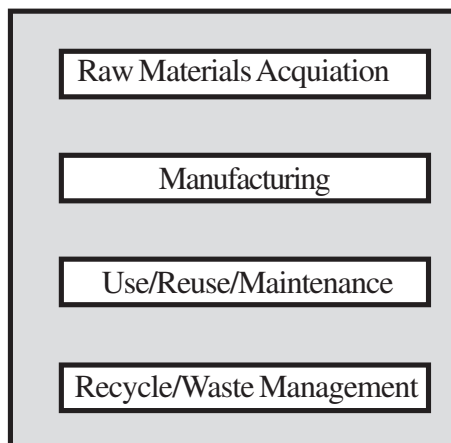 Raw Materials Acquiation
Manufacturing
Use/Reuse/Maintenance
Recycle/Waste Management